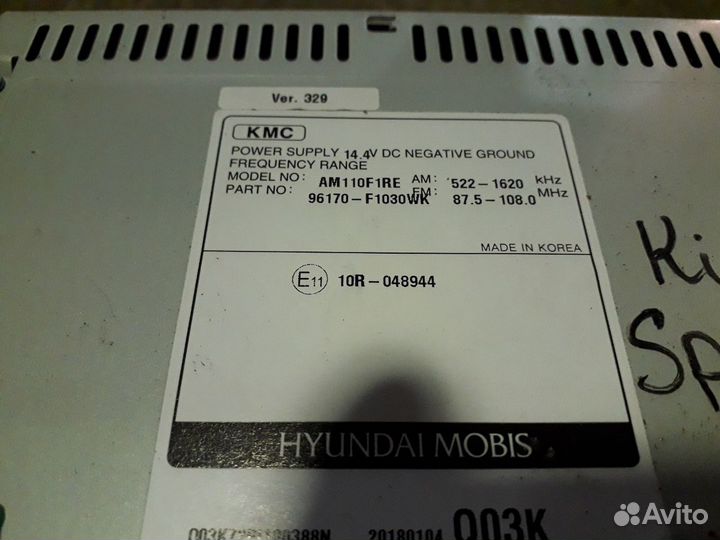 Ver. 329
KMC
POWER SUPPLY 14.4V DC NEGATIVE GROUND
FREQUENCY RANGE
MODEL NO: AM110F1RE AM: 522-1620 kHz
PART NO: 96170-F1030WK FM: 87.5-108.0 MHz
MADE IN KOREA
E11 10R-048944
Ki
Sp
HYUNDAI MOBIS
20180104 Q03K
Avito